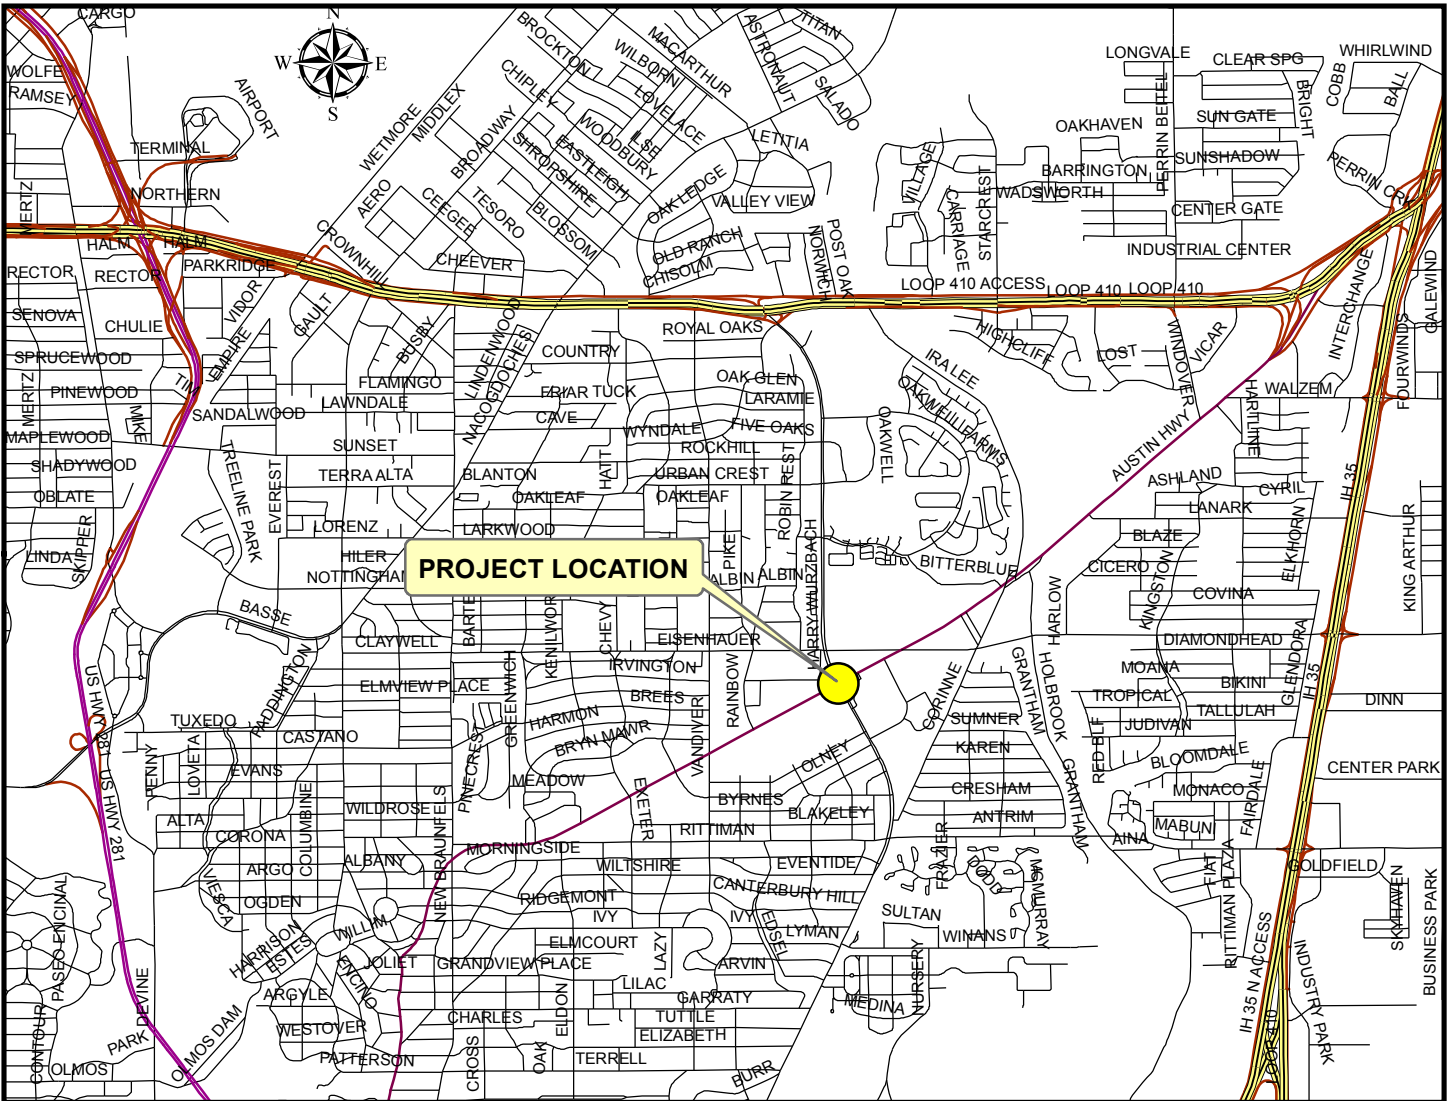 CARGO
N
W
E
S
WOLFE
RAMSEY
AIRPORT
TERMINAL
NORTHERN
MERTZ
WETMORE
MIDDLEX
BROADWAY
BROCKTON
CHIPLEY
WILBORN
MACARTHUR
LOVELACE
ILSE
WOODBURY
EASTLEIGH
SHROPSHIRE
ASTRONAUT
TITAN
SALADO
LETITIA
LONGVALE
CLEAR SPG
WHIRLWIND
COBB
BALL
BRIGHT
SUN GATE
OAKHAVEN
PERRIN BEITEL
SUNSHADOW
BARRINGTON
WADSWORTH
PERRIN CRK
CENTER GATE
INDUSTRIAL CENTER
VILLAGE
CARRIAGE
STARCREST
AERO
CEEGEE
TESORO
BLOSSOM
OAK LEDGE
VALLEY VIEW
OLD RANCH
CHISOLM
NORWICH
POST OAK
CROWNHILL
CHEEVER
HALM
HALM
RECTOR
RECTOR
PARKRIDGE
LOOP 410 ACCESS
LOOP 410
LOOP 410
INTERCHANGE
GALEWIND
FOURWINDS
SENOVA
CHULIE
VIDOR
GAULT
BUSBY
EMPIRE
TIM
LINDENWOOD
NACOGDOCHES
ROYAL OAKS
COUNTRY
HIGHCLIFF
LOST
WINDOVER
VICAR
SPRUCEWOOD
PINEWOOD
MERTZ
MIKE
MAPLEWOOD
SHADYWOOD
OBLATE
SANDALWOOD
FLAMINGO
LAWNDALE
SUNSET
TERRA ALTA
FRIAR TUCK
CAVE
OAK GLEN
LARAMIE
FIVE OAKS
WYNDALE
ROCKHILL
URBAN CREST
IRA LEE
OAKWELL FARMS
OAKWELL
WALZEM
HARTLINE
AUSTIN HWY
TREELINE PARK
EVEREST
BLANTON
HATT
OAKLEAF
OAKLEAF
ROBIN REST
ASHLAND
CYRIL
LANARK
IH 35
KING ARTHUR
SKIPPER
LINDA
LORENZ
HILER
LARKWOOD
PIKE
BLAZE
CICERO
KINGSTON
ELKHORN
COVINA
BITTERBLUE
PROJECT LOCATION
ALBIN
ALBIN
BASSE
CLAYWELL
CHEVY
EISENHAUER
HARLOW
DIAMONDHEAD
US HWY 281
PADDINGTON
ELMVIEW PLACE
GREENWICH
IRVINGTON
BREES
RAINBOW
CORINNE
GRANTHAM
HOLBROOK
MOANA
TROPICAL
BIKINI
TALLULAH
GLENDORA
IH 35
DINN
TUXEDO
CASTANO
HARMON
BRYN MAWR
VANDIVER
SUMNER
KAREN
JUDIVAN
RED BLF
BLOOMDALE
US HWY 281
PENNY
LOVETA
EVANS
PINECREST
MEADOW
OLNEY
CRESHAM
GRANTHAM
CENTER PARK
MONACO
FAIRDALE
ALTA
CORONA
COLUMBINE
WILDROSE
NEW BRAUNFELS
EXETER
BYRNES
BLAKELEY
RITTIMAN
ANTRIM
AINA
MABUNI
ARGO
ALBANY
MORNINGSIDE
WILTSHIRE
EVENTIDE
FRAZIER
DODD
MCMURRAY
FIAT
RITTIMAN PLAZA
GOLDFIELD
SKYHAVEN
BUSINESS PARK
PASEO ENCINAL
VIESCA
OGDEN
RIDGEMONT
CANTERBURY HILL
IVY
IVY
EDSEL
LYMAN
SULTAN
WINANS
HARRISON
ESTES
WILLIM
ENCINO
JOLIET
ELMCOURT
GRANDVIEW PLACE
LAZY
ARVIN
NURSERY
IH 35 N ACCESS
INDUSTRY PARK
CONTOUR
DEVINE
PARK
OLMOS
OLMOS DAM
ARGYLE
WESTOVER
PATTERSON
LILAC
GARRATY
CHARLES
ELDON
TUTTLE
ELIZABETH
CROSS
OAK
TERRELL
BURR
MEDINA
LOOP 410